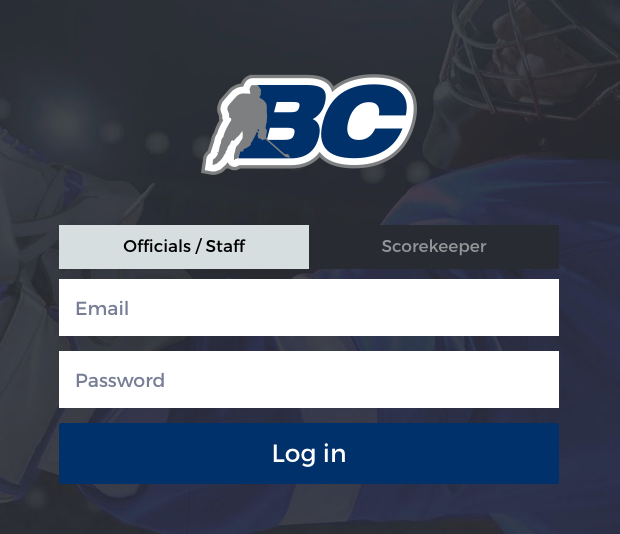 BC
Officials / Staff
Scorekeeper
Email
Password
Log in